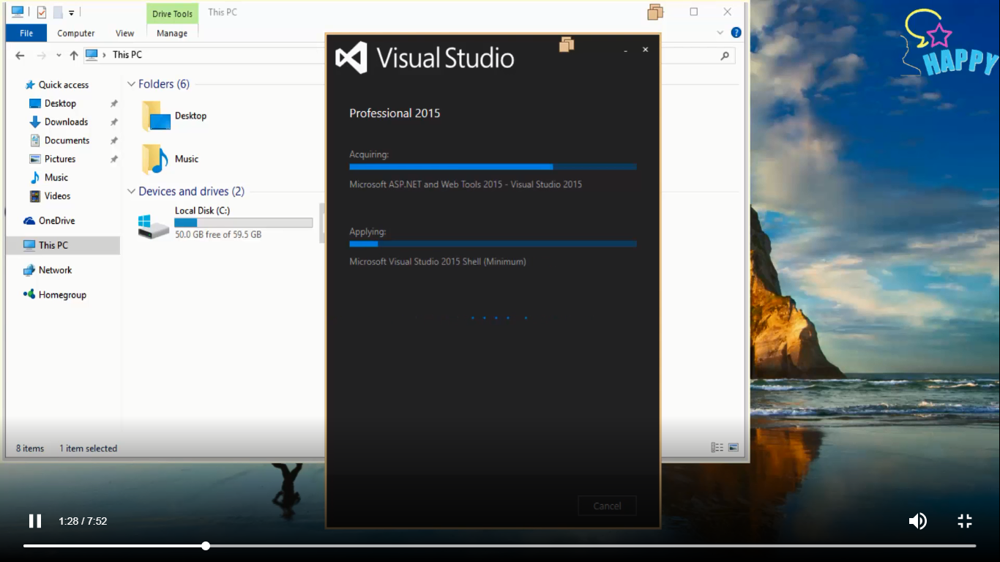 Drive Tools
This PC
File
Computer
View
Manage
This PC
Quick access
Desktop
Downloads
Documents
Pictures
Music
Videos
OneDrive
This PC
Network
Homegroup
Folders (6)
Desktop
Music
Devices and drives (2)
Local Disk (C:)
50.0 GB free of 59.5 GB
8 items 1 item selected
Visual Studio
Professional 2015
Acquiring:
Microsoft ASP.NET and Web Tools 2015 - Visual Studio 2015
Applying:
Microsoft Visual Studio 2015 Shell (Minimum)
Cancel
HAPPY
1:28 / 7:52